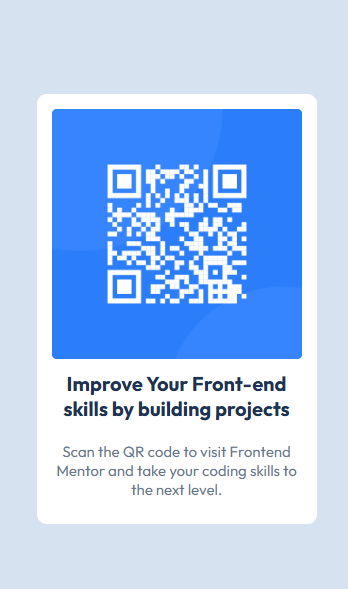 Improve Your Front-end
skills by building projects
Scan the QR code to visit Frontend
Mentor and take your coding skills to
the next level.